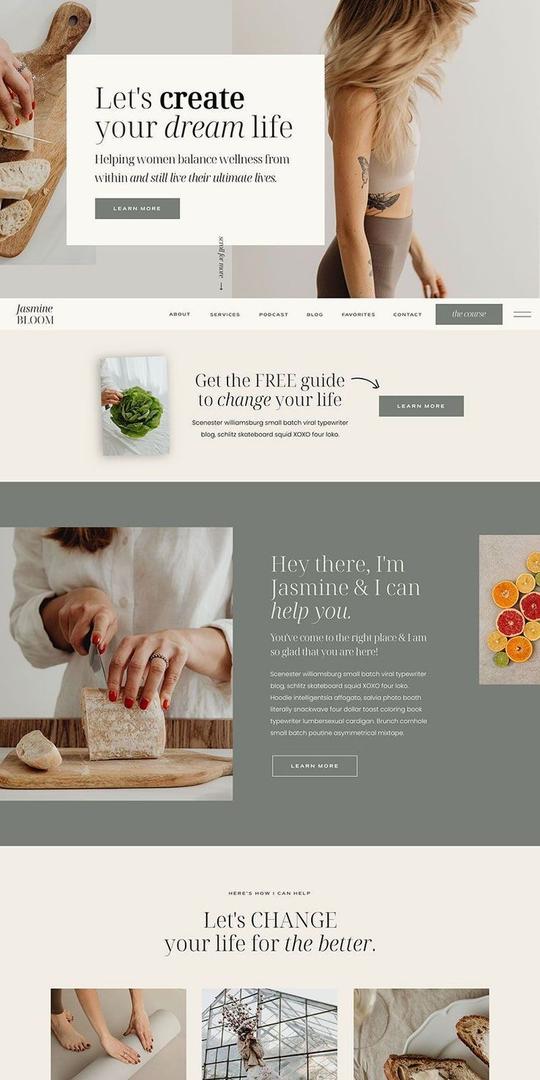 Let's create
your dream life
Helping women balance wellness from
within and still live their ultimate lives.
LEARN MORE
scroll for more
Jasmine
BLOOM
ABOUT
SERVICES
PODCAST
BLOG
FAVORITES
CONTACT
the course
Get the FREE guide
to change your life
Scenester williamsburg small batch viral typewriter
blog, schlitz skateboard squid XOXO four loko.
LEARN MORE
Hey there, I'm
Jasmine & I can
help you.
You've come to the right place & I am
so glad that you are here!
Scenester williamsburg small batch viral typewriter
blog, schlitz skateboard squid XOXO four loko.
Hoodie intelligentsia affogato, salvia photo booth
literally snackwave four dollar toast coloring book
typewriter lumbersexual cardigan. Brunch cornhole
small batch poutine asymmetrical mixtape.
LEARN MORE
HERE'S HOW I CAN HELP
Let's CHANGE
your life for the better.